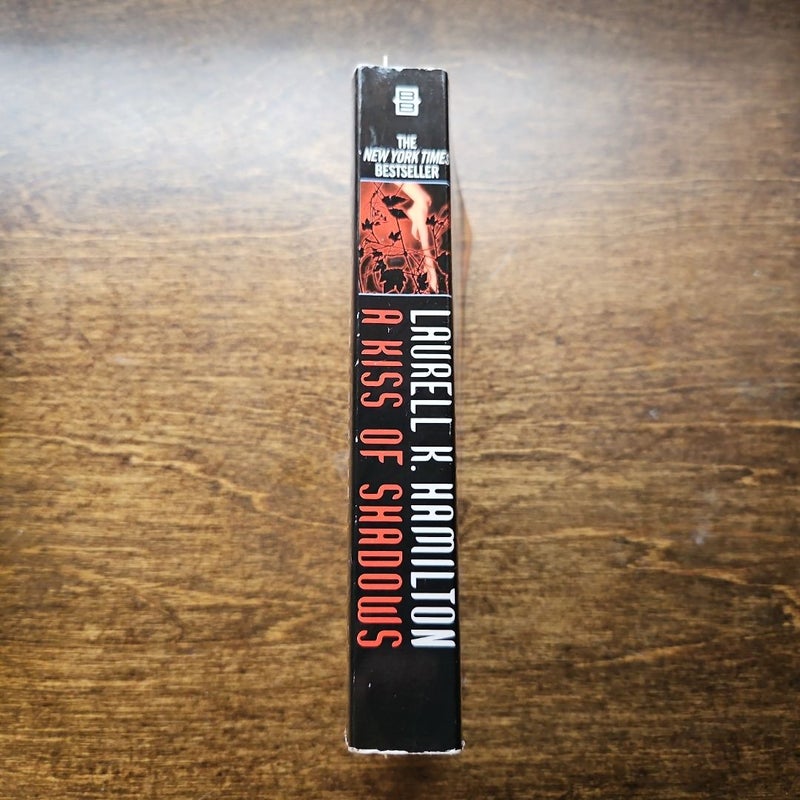 THE
NEW YORK TIMES
BESTSELLER
LAURELL K. HAMILTON
A KISS OF SHADOWS